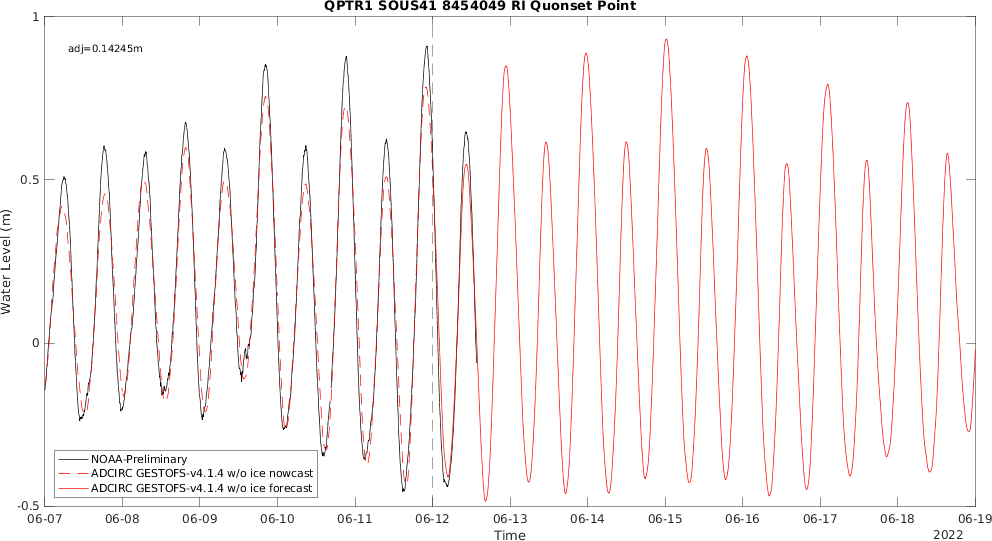 QPTR1 SOUS41 8454049 RI Quonset Point
adj=0.14245m
1
0.5
0
-0.5
Water Level (m)
NOAA-Preliminary
ADCIRC GESTOFS-v4.1.4 w/o ice nowcast
ADCIRC GESTOFS-v4.1.4 w/o ice forecast
06-07 06-08 06-09 06-10 06-11 06-12 06-13 06-14 06-15 06-16 06-17 06-18 06-19
Time
2022